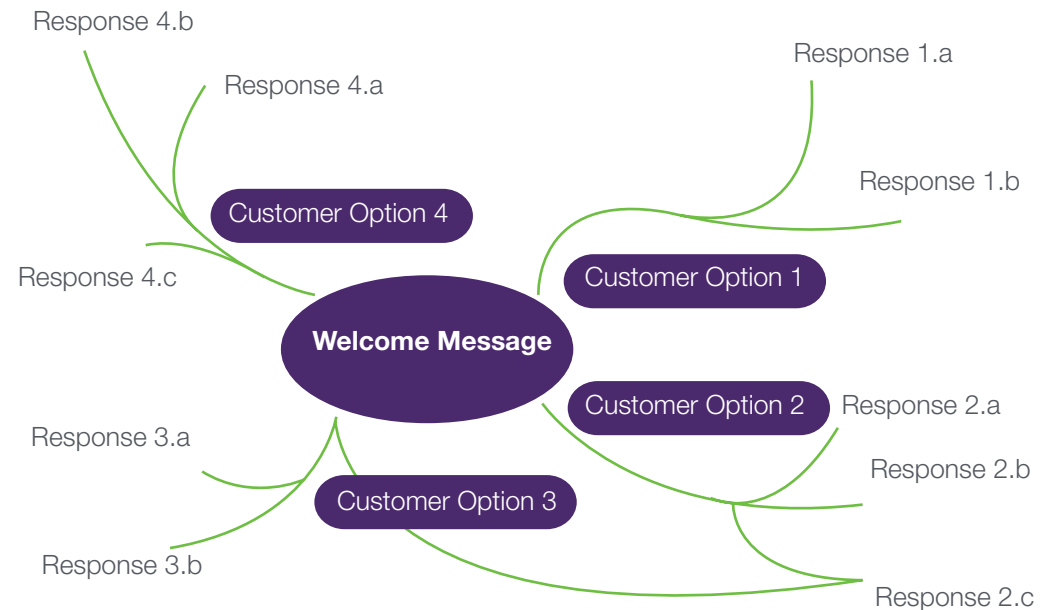 Response 4.b
Response 4.a
Response 1.a
Response 1.b
Customer Option 4
Response 4.c
Customer Option 1
Welcome Message
Customer Option 2
Response 2.a
Response 3.a
Response 2.b
Customer Option 3
Response 3.b
Response 2.c